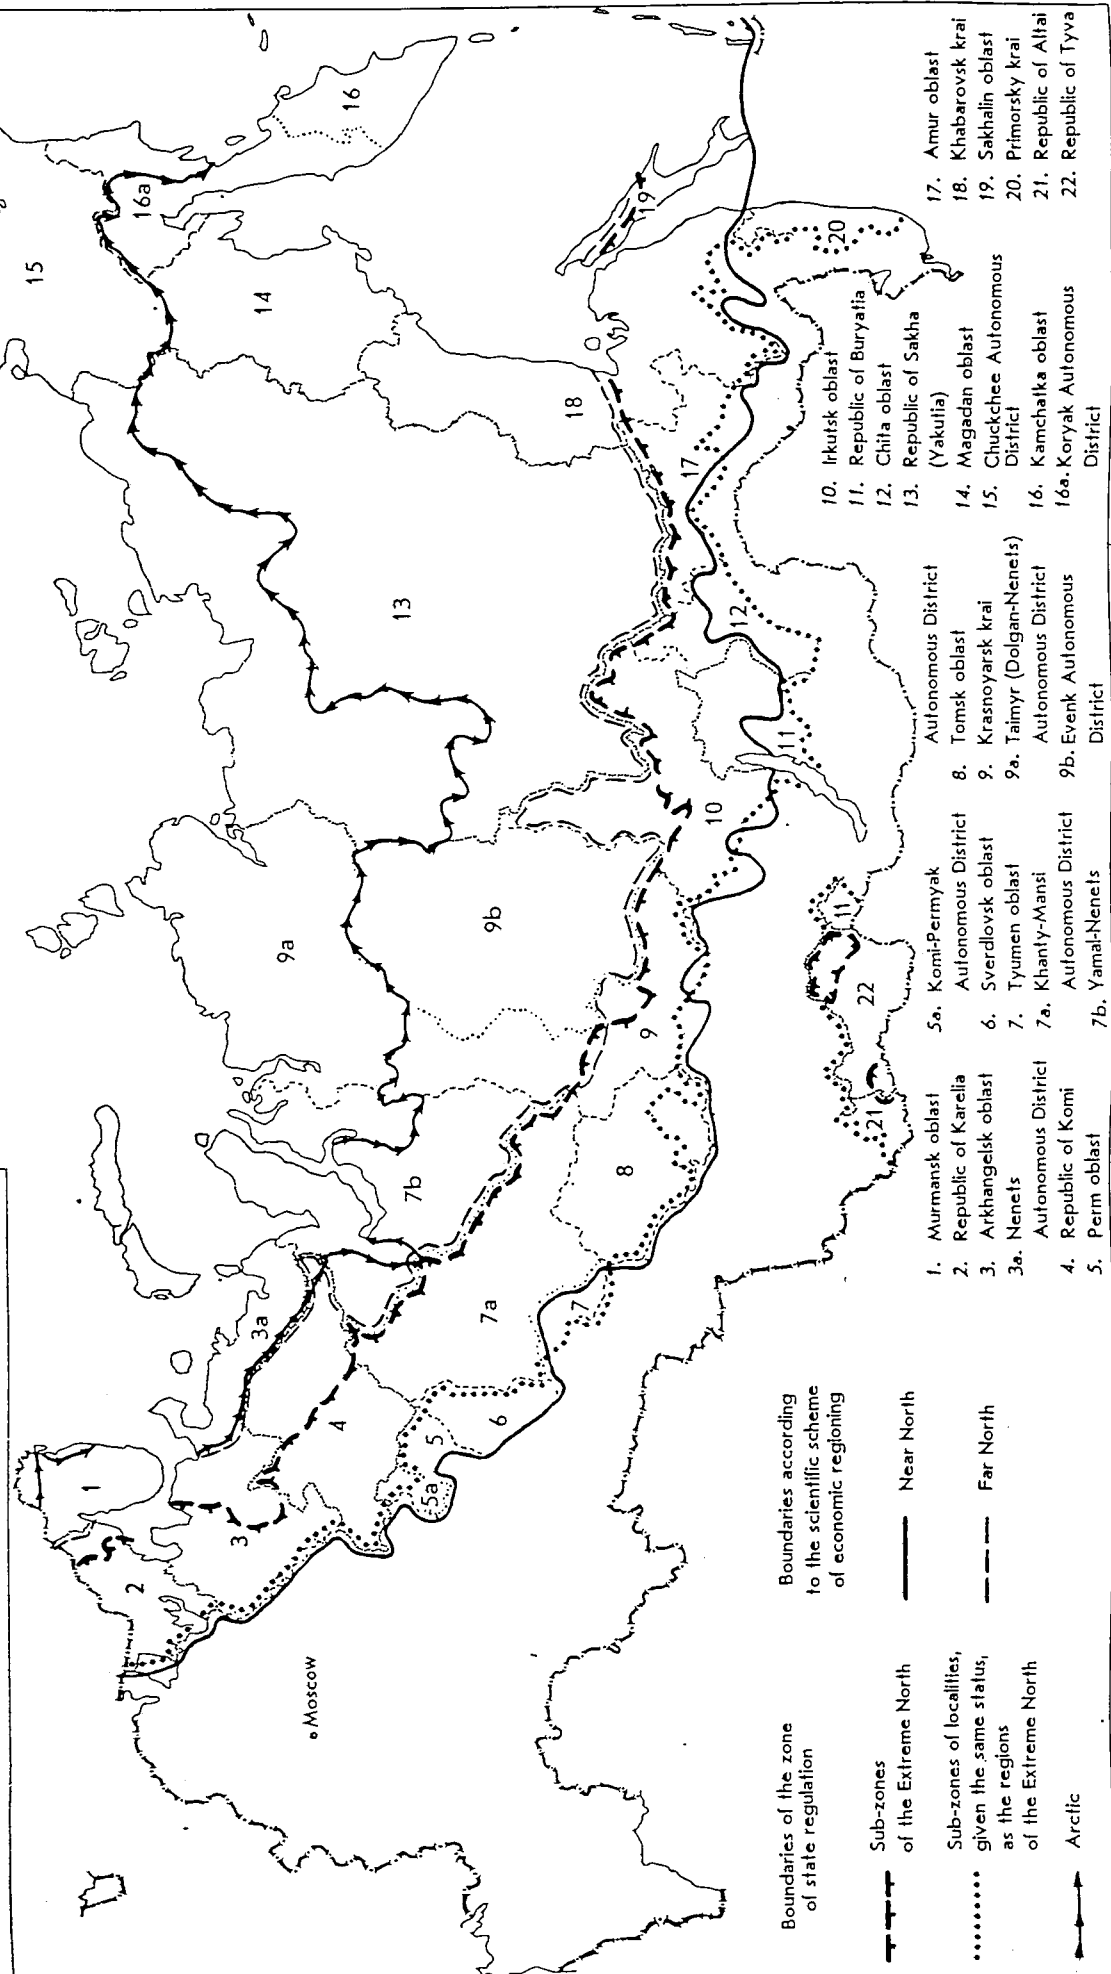 15
16
16a
14
19
20
18
17
13
12
11
10
9a
9b
9
11
22
21
7b
8
3a
7a
7
4
6
5
5a
1
3
2
Moscow
Boundaries of the zone
of state regulation
Sub-zones
of the Extreme North
Sub-zones of localities,
given the same status,
as the regions
of the Extreme North
Arctic
Boundaries according
to the scientific scheme
of economic regioning
Near North
Far North
1. Murmansk oblast
2. Republic of Karelia
3. Arkhangelsk oblast
3a. Nenets
Autonomous District
4. Republic of Komi
5. Perm oblast
5a. Komi-Permyak
Autonomous District
6. Sverdlovsk oblast
7. Tyumen oblast
7a. Khanty-Mansi
Autonomous District
7b. Yamal-Nenets
Autonomous District
8. Tomsk oblast
9. Krasnoyarsk krai
9a. Taimyr (Dolgan-Nenets)
Autonomous District
9b. Evenk Autonomous
District
10. Irkutsk oblast
11. Republic of Buryatia
12. Chita oblast
13. Republic of Sakha
(Yakutia)
14. Magadan oblast
15. Chuckchee Autonomous
District
16. Kamchatka oblast
16a. Koryak Autonomous
District
17. Amur oblast
18. Khabarovsk krai
19. Sakhalin oblast
20. Primorsky krai
21. Republic of Altai
22. Republic of Tyva